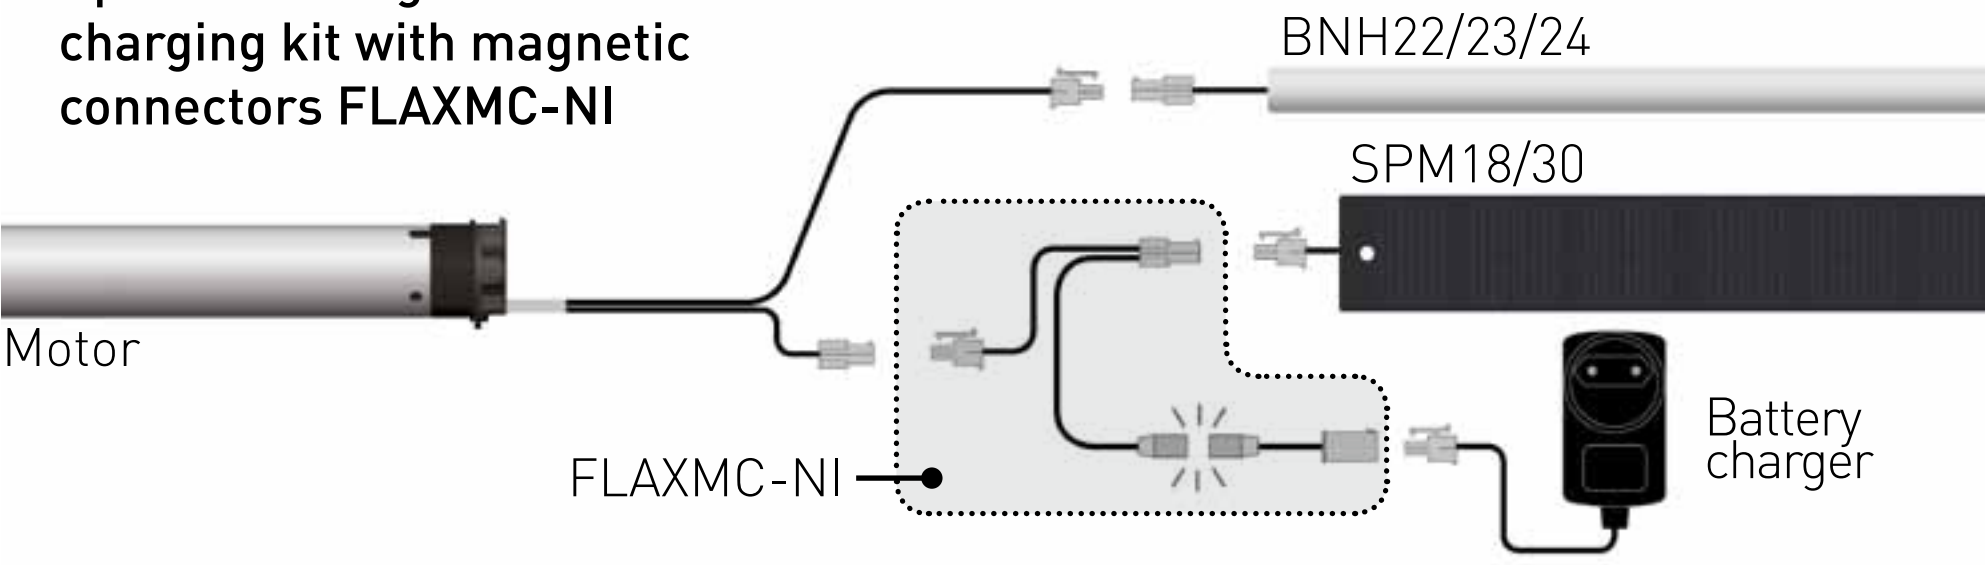 charging kit with magnetic
connectors FLAXMC-NI
BNH22/23/24
SPM18/30
Motor
FLAXMC-NI
Battery
charger